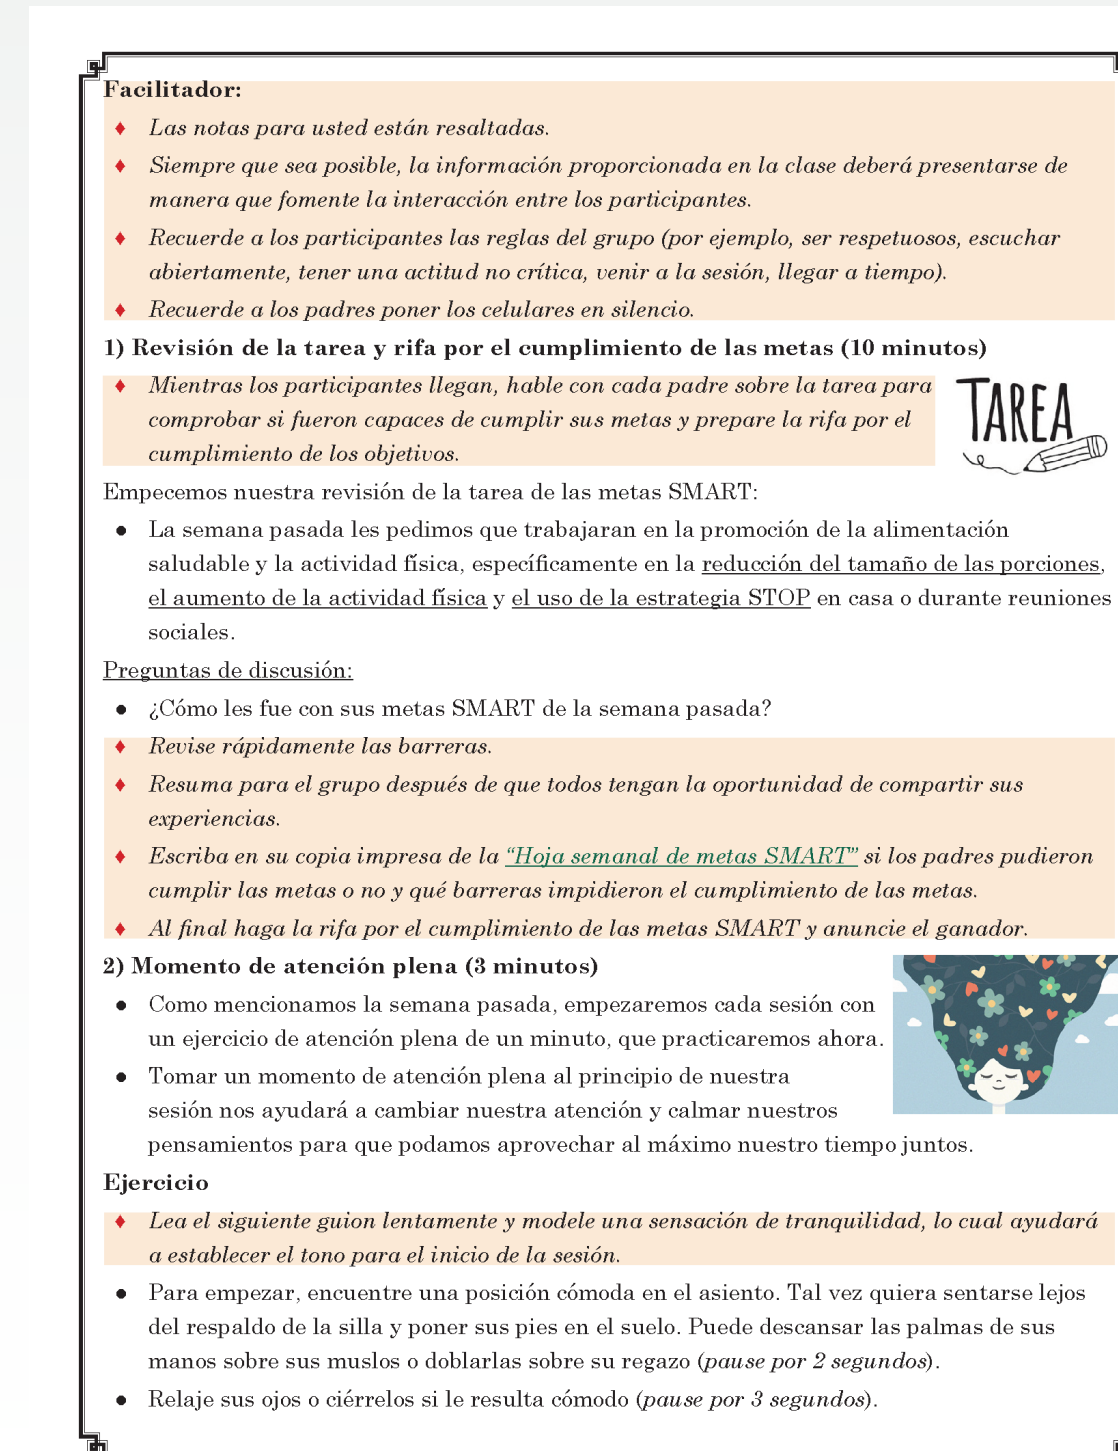 Facilitador:
♦ Las notas para usted están resaltadas.
♦ Siempre que sea posible, la información proporcionada en la clase deberá presentarse de
manera que fomente la interacción entre los participantes.
♦ Recuerde a los participantes las reglas del grupo (por ejemplo, ser respetuosos, escuchar
abiertamente, tener una actitud no crítica, venir a la sesión, llegar a tiempo).
♦ Recuerde a los padres poner los celulares en silencio.
1) Revisión de la tarea y rifa por el cumplimiento de las metas (10 minutos)
♦ Mientras los participantes llegan, hable con cada padre sobre la tarea para
comprobar si fueron capaces de cumplir sus metas y prepare la rifa por el
cumplimiento de los objetivos.
TAREA
Empecemos nuestra revisión de la tarea de las metas SMART:
● La semana pasada les pedimos que trabajaran en la promoción de la alimentación
saludable y la actividad física, específicamente en la reducción del tamaño de las porciones,
el aumento de la actividad física y el uso de la estrategia STOP en casa o durante reuniones
sociales.
Preguntas de discusión:
● ¿Cómo les fue con sus metas SMART de la semana pasada?
♦ Revise rápidamente las barreras.
♦ Resuma para el grupo después de que todos tengan la oportunidad de compartir sus
experiencias.
♦ Escriba en su copia impresa de la “Hoja semanal de metas SMART” si los padres pudieron
cumplir las metas o no y qué barreras impidieron el cumplimiento de las metas.
♦ Al final haga la rifa por el cumplimiento de las metas SMART y anuncie el ganador.
2) Momento de atención plena (3 minutos)
● Como mencionamos la semana pasada, empezaremos cada sesión con
un ejercicio de atención plena de un minuto, que practicaremos ahora.
● Tomar un momento de atención plena al principio de nuestra
sesión nos ayudará a cambiar nuestra atención y calmar nuestros
pensamientos para que podamos aprovechar al máximo nuestro tiempo juntos.
Ejercicio
♦ Lea el siguiente guion lentamente y modele una sensación de tranquilidad, lo cual ayudará
a establecer el tono para el inicio de la sesión.
● Para empezar, encuentre una posición cómoda en el asiento. Tal vez quiera sentarse lejos
del respaldo de la silla y poner sus pies en el suelo. Puede descansar las palmas de sus
manos sobre sus muslos o doblarlas sobre su regazo (pause por 2 segundos).
● Relaje sus ojos o ciérrelos si le resulta cómodo (pause por 3 segundos).